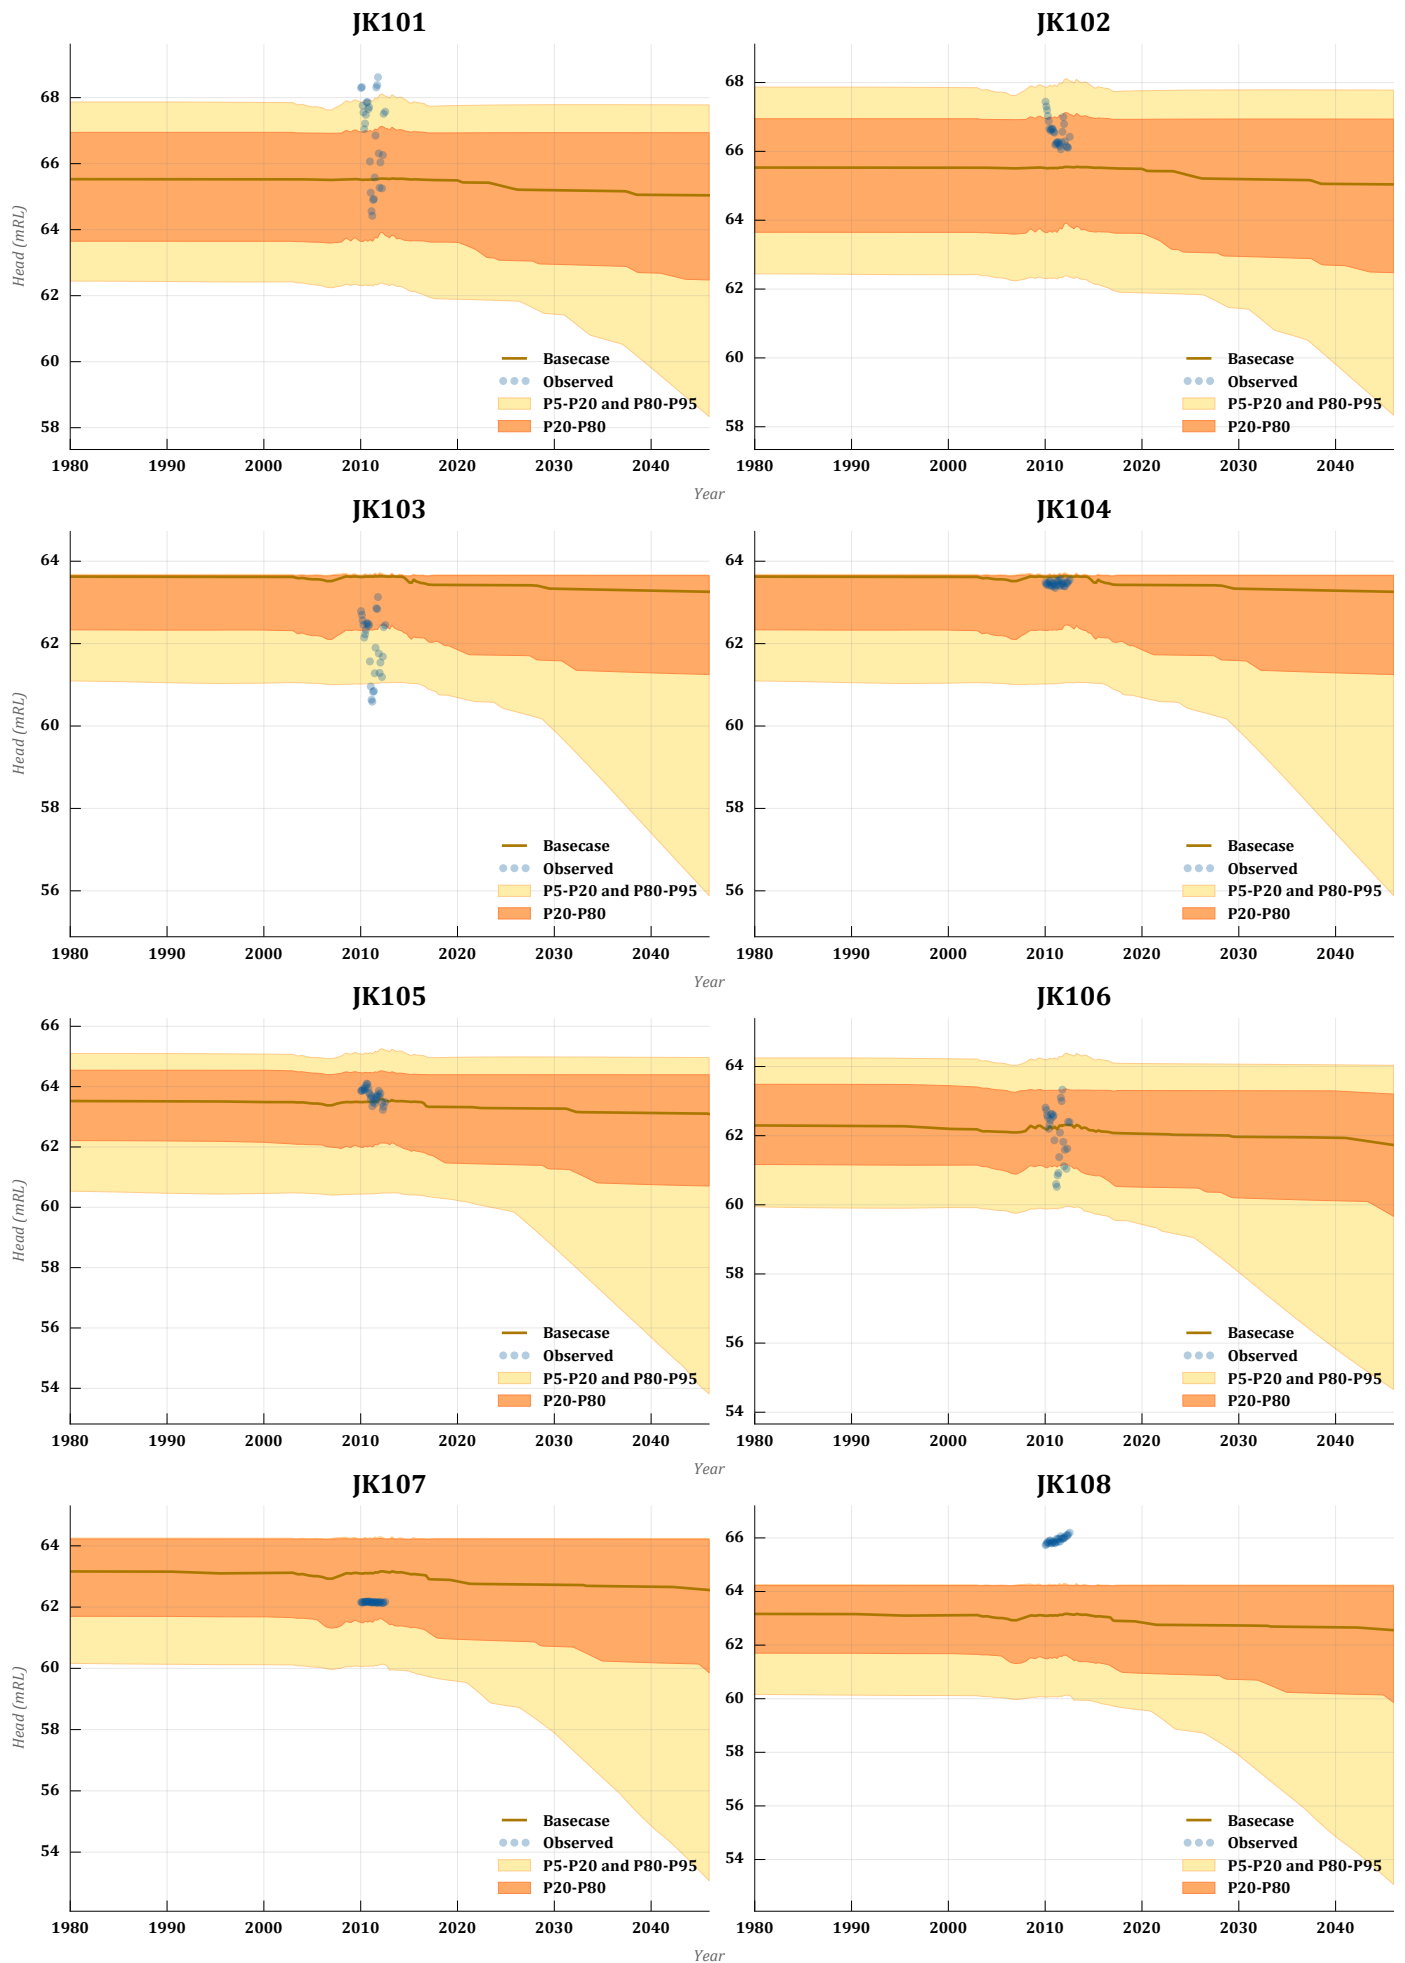 JK101
JK102
68
66
64
62
60
58
Head (mRL)
Basecase
Observed
P5-P20 and P80-P95
P20-P80
1980 1990 2000 2010 2020 2030 2040
68
66
64
62
60
58
Basecase
Observed
P5-P20 and P80-P95
P20-P80
1980 1990 2000 2010 2020 2030 2040
Year
JK103
JK104
64
62
60
58
56
Head (mRL)
Basecase
Observed
P5-P20 and P80-P95
P20-P80
1980 1990 2000 2010 2020 2030 2040
64
62
60
58
56
Basecase
Observed
P5-P20 and P80-P95
P20-P80
1980 1990 2000 2010 2020 2030 2040
Year
JK105
JK106
66
64
62
60
58
56
54
Head (mRL)
Basecase
Observed
P5-P20 and P80-P95
P20-P80
1980 1990 2000 2010 2020 2030 2040
64
62
60
58
56
54
Basecase
Observed
P5-P20 and P80-P95
P20-P80
1980 1990 2000 2010 2020 2030 2040
Year
JK107
JK108
64
62
60
58
56
54
Head (mRL)
Basecase
Observed
P5-P20 and P80-P95
P20-P80
1980 1990 2000 2010 2020 2030 2040
66
64
62
60
58
56
54
Basecase
Observed
P5-P20 and P80-P95
P20-P80
1980 1990 2000 2010 2020 2030 2040
Year